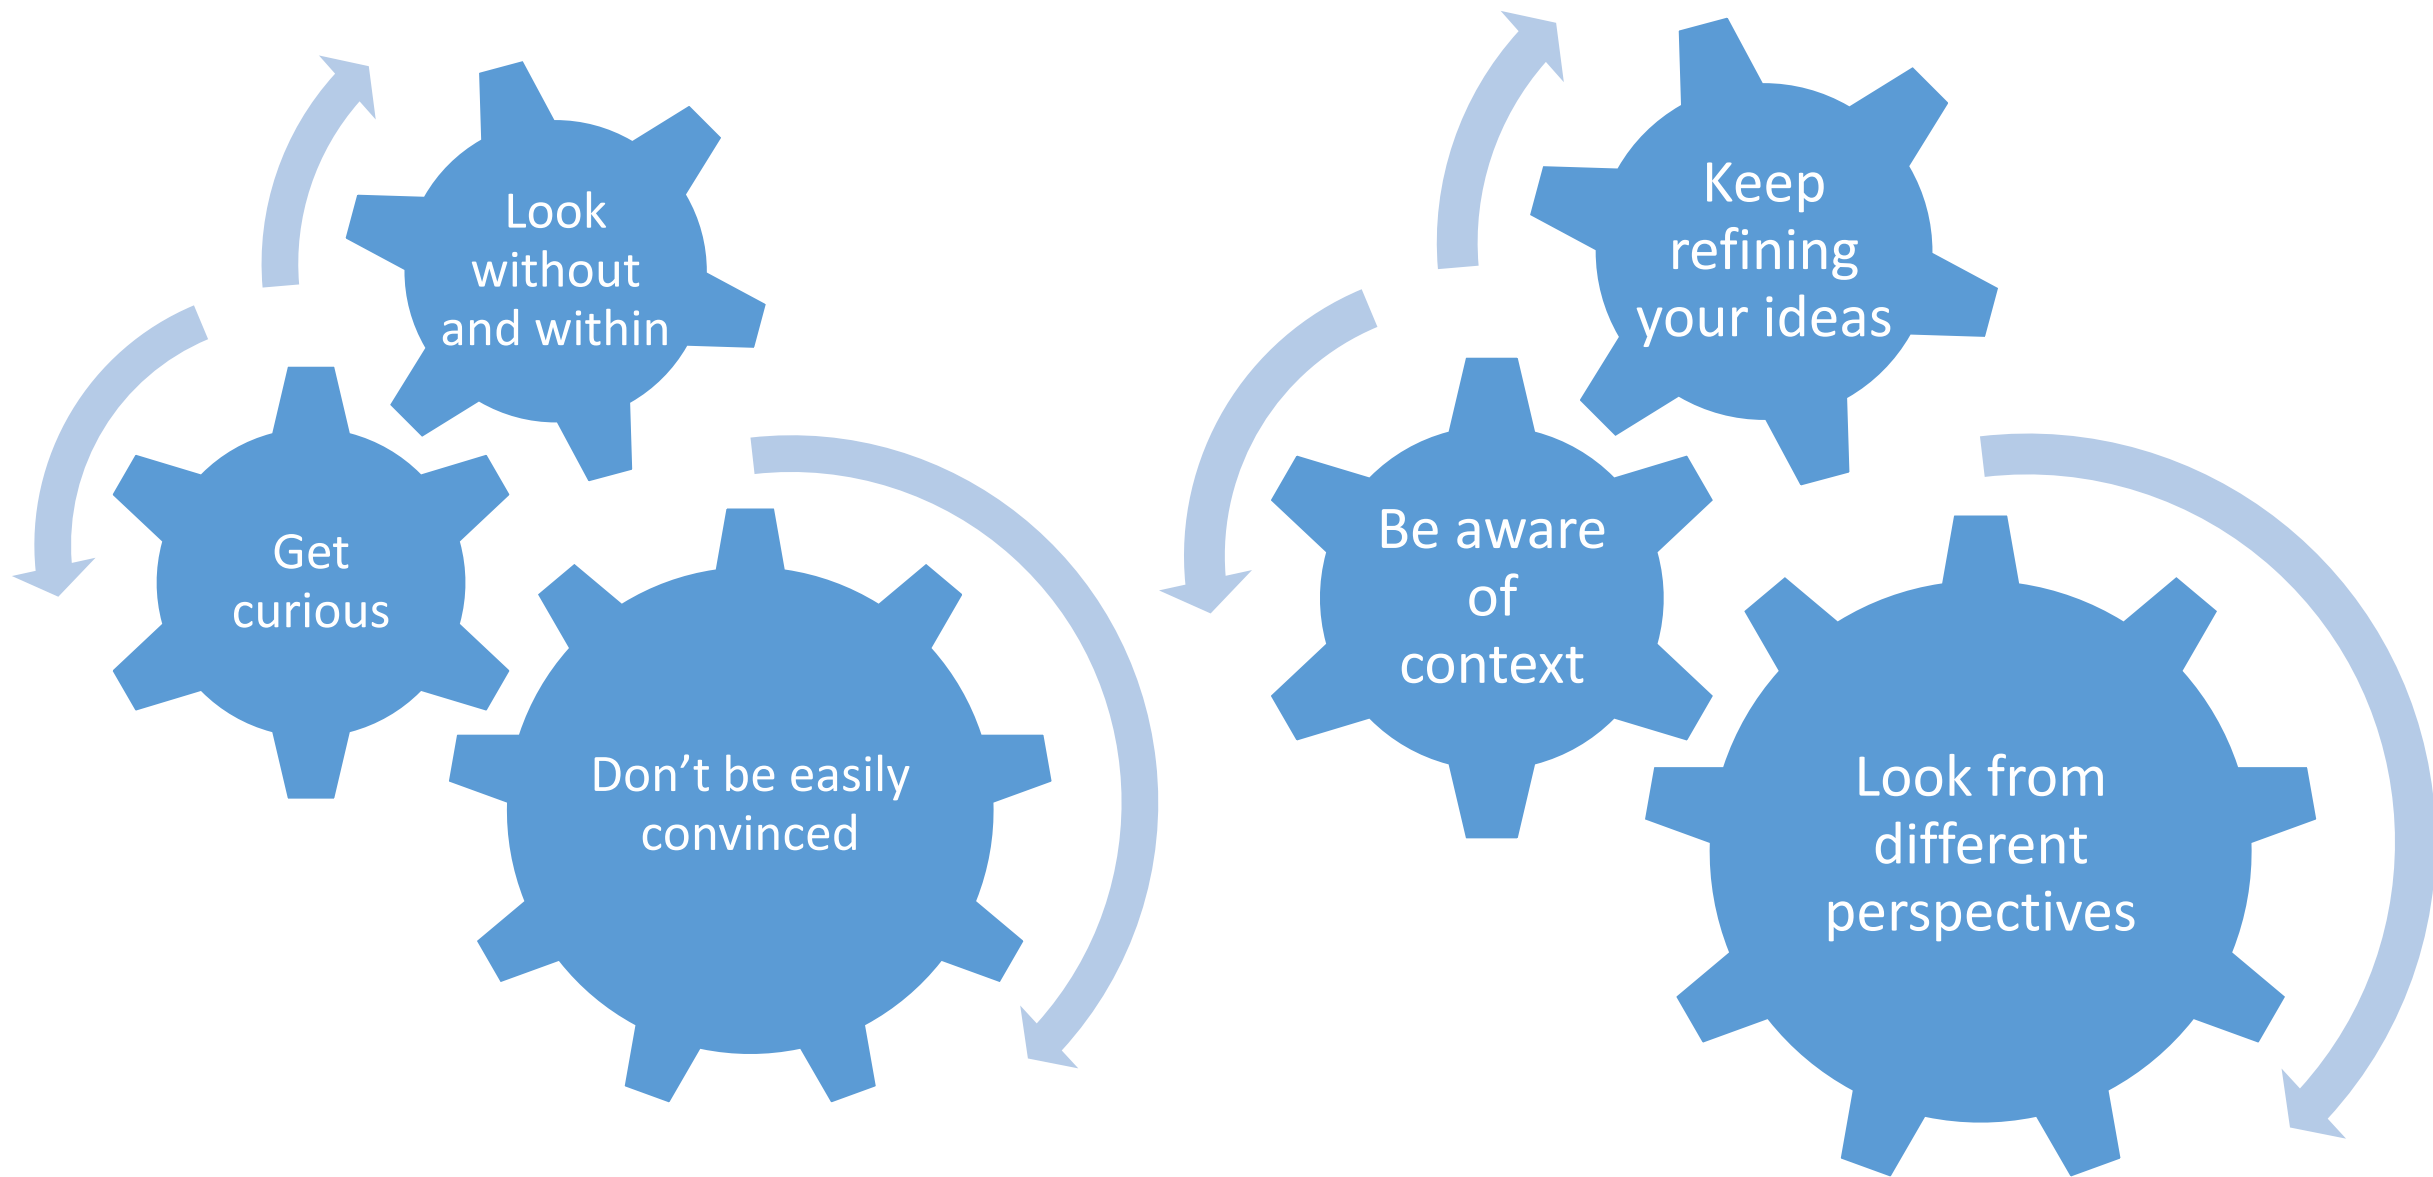 Look
without
and within
Get
curious
Don’t be easily
convinced
Keep
refining
your ideas
Be aware
of
context
Look from
different
perspectives